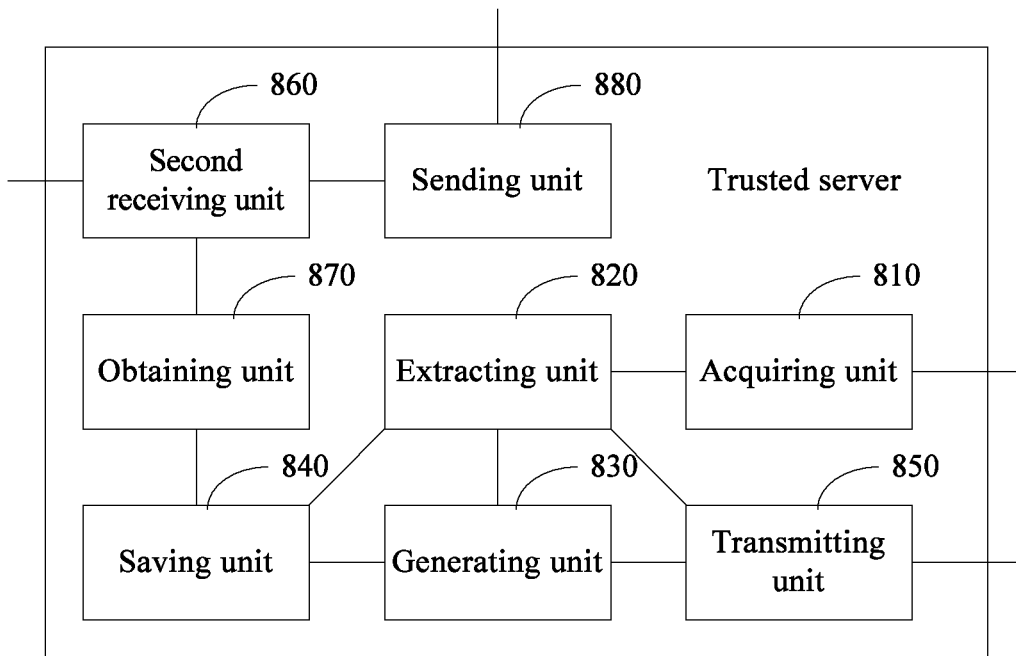 860
880
Second
receiving unit
Sending unit
Trusted server
870
820
810
Obtaining unit
Extracting unit
Acquiring unit
840
830
850
Saving unit
Generating unit
Transmitting
unit